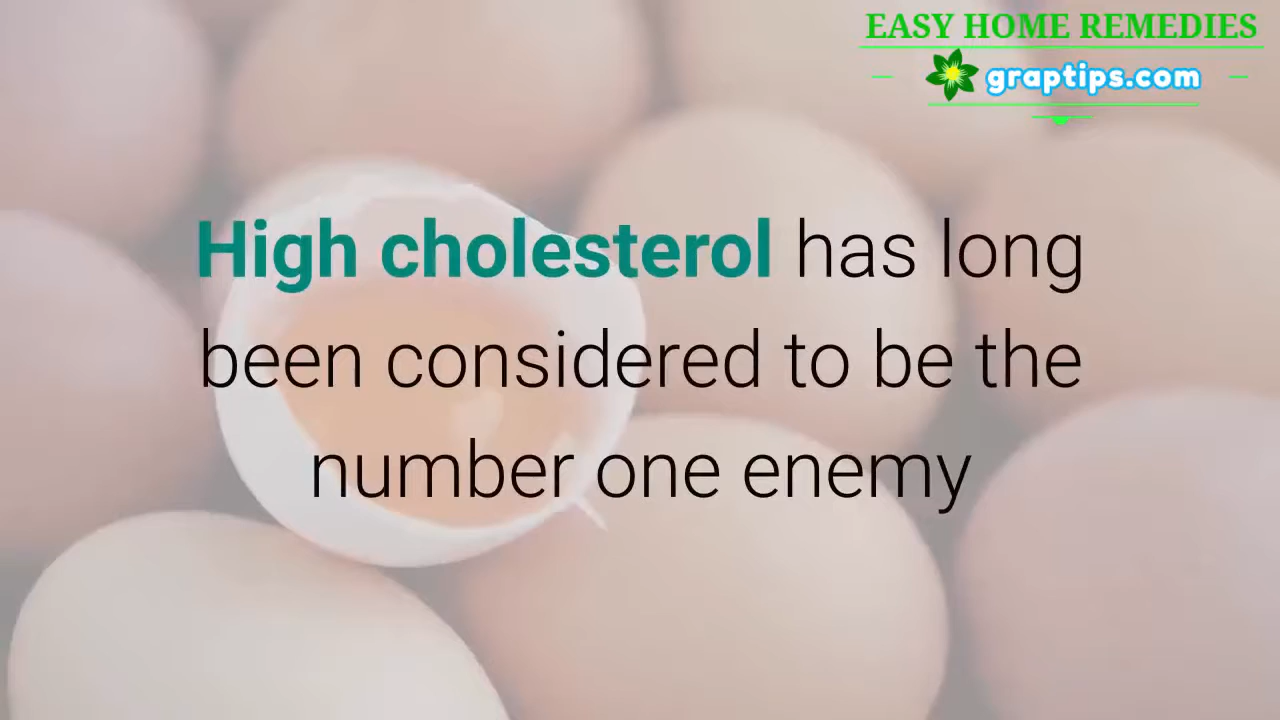 EASY HOME REMEDIES
graptips.com
High cholesterol has long
been considered to be the
number one enemy